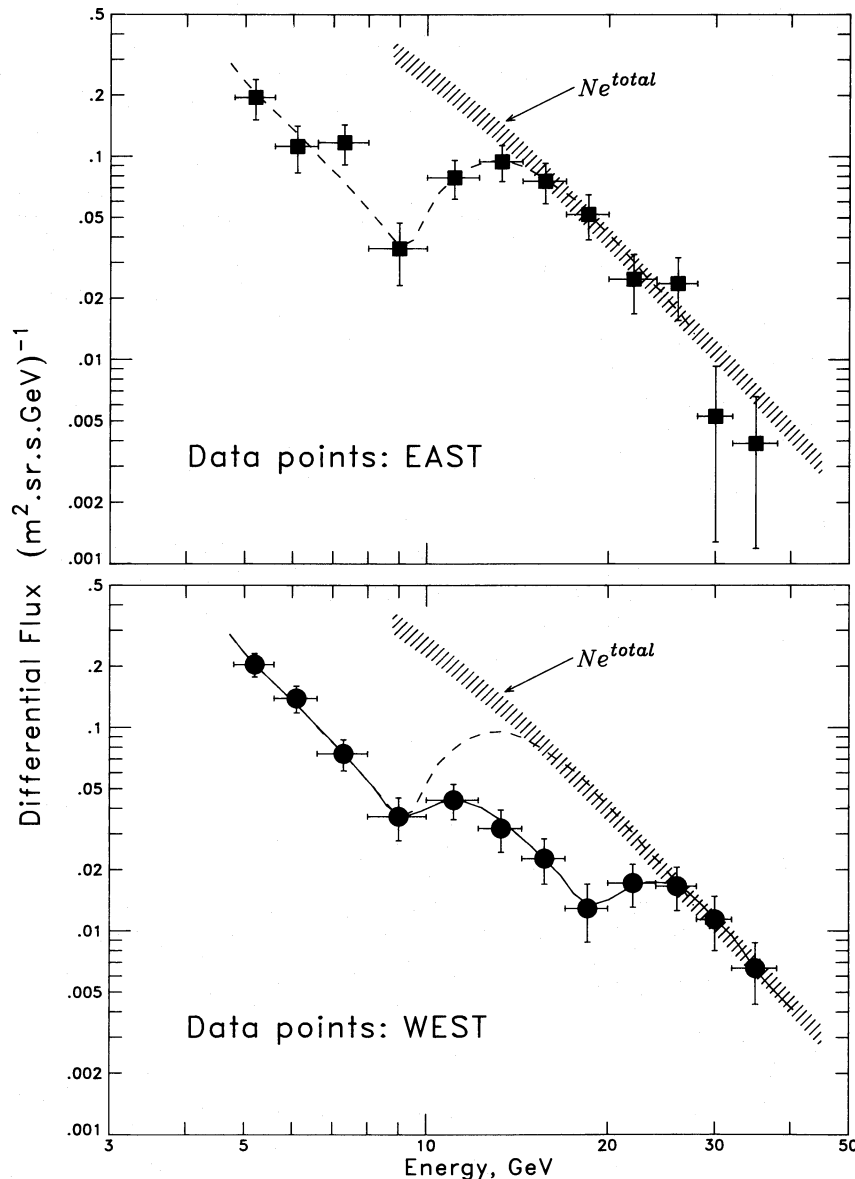 .5
.2
.1
.05
.02
.01
.005
.002
.001
Ne^total
Data points: EAST
Differential Flux (m².sr.s.GeV)⁻¹
.5
.2
.1
.05
.02
.01
.005
.002
.001
Ne^total
Data points: WEST
3 5 10 20 30 50
Energy, GeV